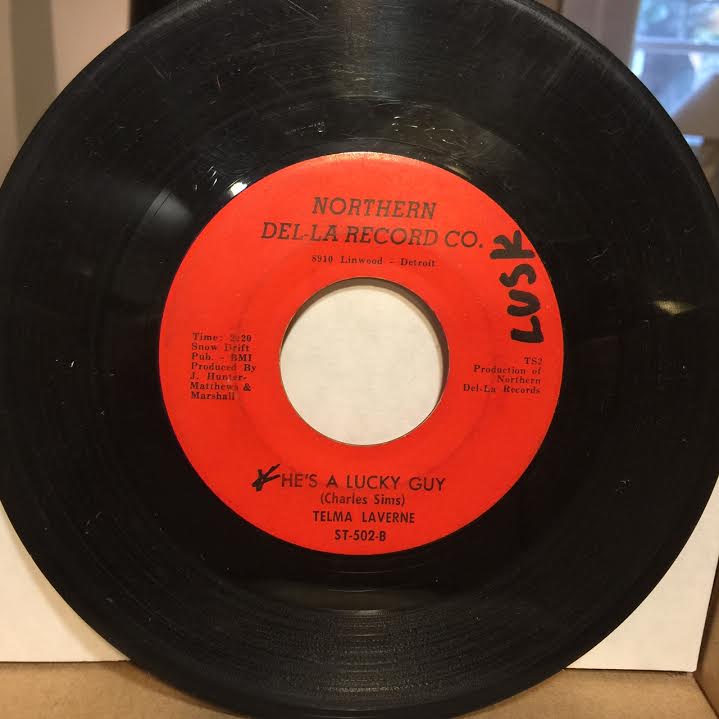 NORTHERN
DEL-LA RECORD CO.
8910 Linwood - Detroit
LUSK
Time: 2:20
Snow Drift
Pub. - BMI
Produced By
J. Hunter-
Matthews &
Marshall
TS2
Production of
Northern
Del-La Records
HE'S A LUCKY GUY
(Charles Sims)
TELMA LAVERNE
ST-502-B